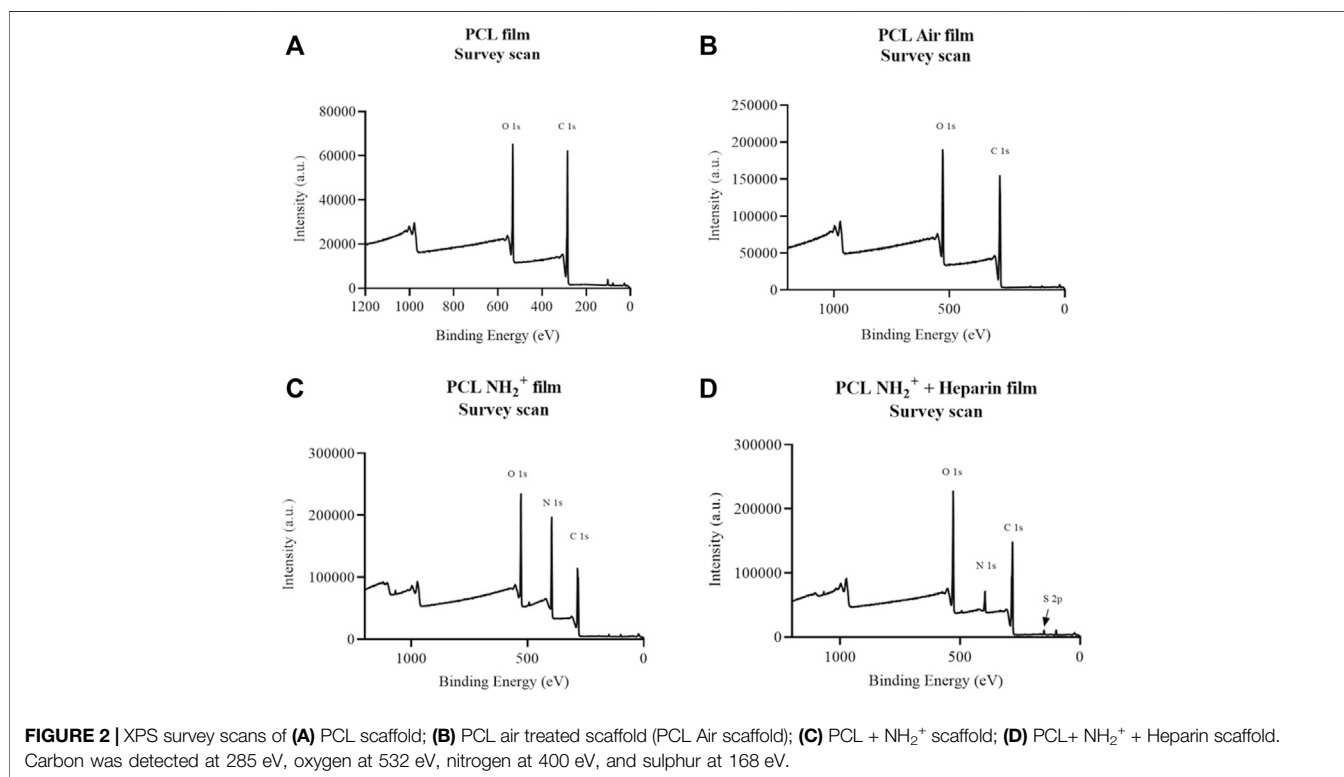 A
PCL film
Survey scan
80000
60000
40000
20000
0
Intensity (a.u.)
O 1s
C 1s
1200
1000
800
600
400
200
0
Binding Energy (eV)
B
PCL Air film
Survey scan
250000
200000
150000
100000
50000
0
Intensity (a.u.)
O 1s
C 1s
1000
500
0
Binding Energy (eV)
C
PCL NH₂⁺ film
Survey scan
300000
200000
100000
0
Intensity (a.u.)
O 1s
N 1s
C 1s
1000
500
0
Binding Energy (eV)
D
PCL NH₂⁺ + Heparin film
Survey scan
300000
200000
100000
0
Intensity (a.u.)
O 1s
N 1s
C 1s
S 2p
1000
500
0
Binding Energy (eV)
FIGURE 2 | XPS survey scans of (A) PCL scaffold; (B) PCL air treated scaffold (PCL Air scaffold); (C) PCL + NH₂⁺ scaffold; (D) PCL+ NH₂⁺ + Heparin scaffold.
Carbon was detected at 285 eV, oxygen at 532 eV, nitrogen at 400 eV, and sulphur at 168 eV.